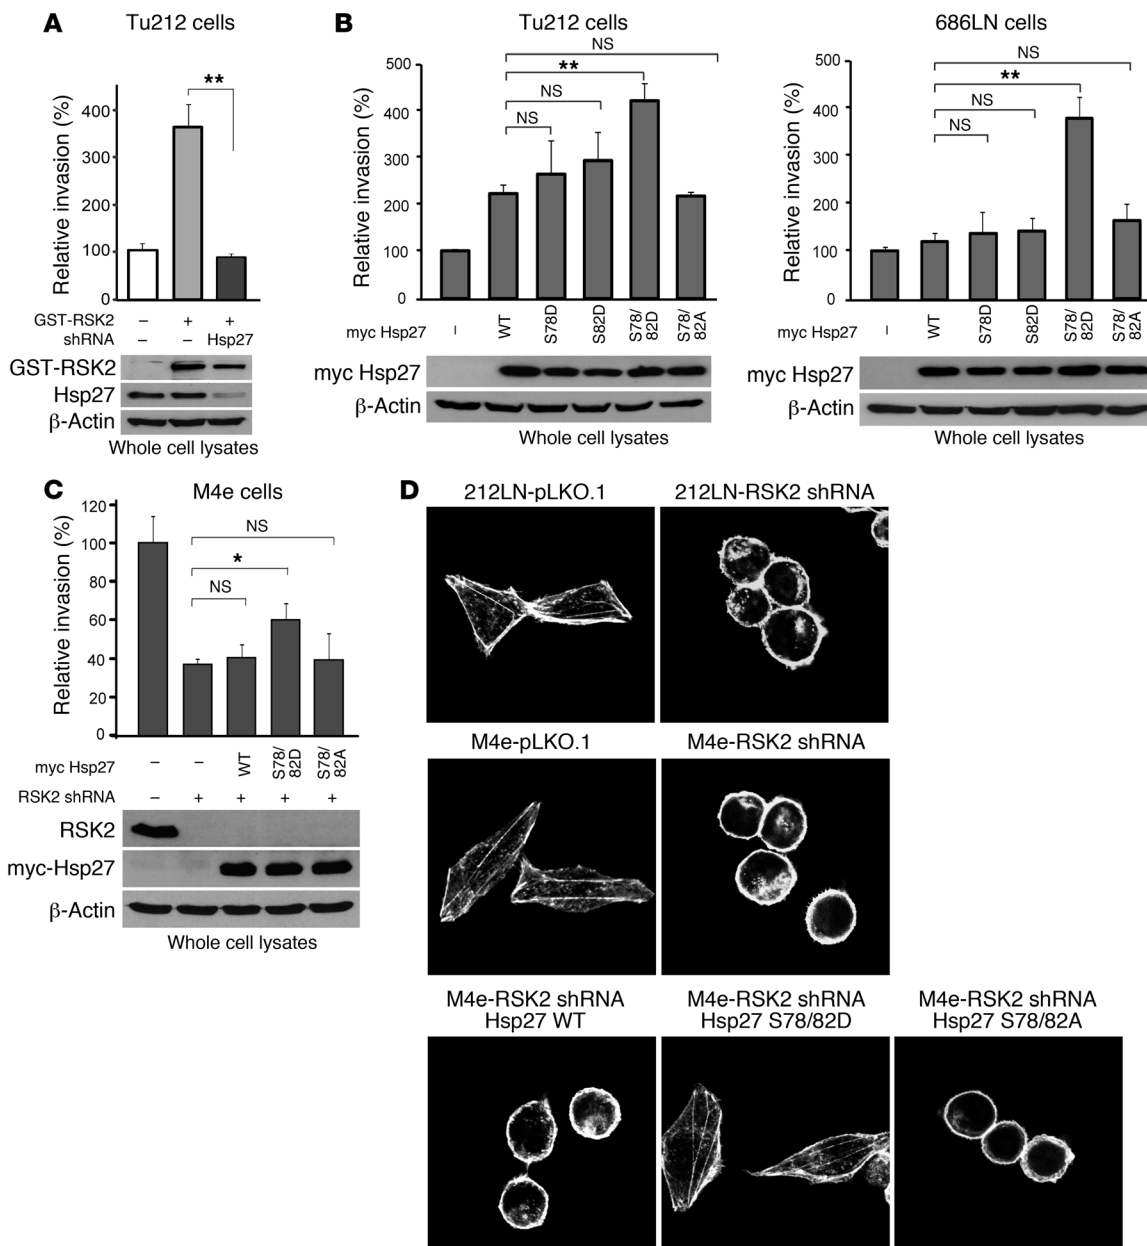 A
Tu212 cells
**
Relative invasion (%)
400
300
200
100
0
GST-RSK2 – + +
shRNA – – Hsp27
GST-RSK2
Hsp27
β-Actin
Whole cell lysates
B
Tu212 cells
NS
**
NS
NS
Relative invasion (%)
500
400
300
200
100
0
myc Hsp27 – WT S78D S82D S78/82D S78/82A
myc Hsp27
β-Actin
Whole cell lysates
686LN cells
NS
**
NS
NS
Relative invasion (%)
500
400
300
200
100
0
myc Hsp27 – WT S78D S82D S78/82D S78/82A
myc Hsp27
β-Actin
Whole cell lysates
C
M4e cells
NS
*
NS
Relative invasion (%)
120
100
80
60
40
20
0
myc Hsp27 – – WT S78/82D S78/82A
RSK2 shRNA – + + + +
RSK2
myc-Hsp27
β-Actin
Whole cell lysates
D
212LN-pLKO.1
212LN-RSK2 shRNA
M4e-pLKO.1
M4e-RSK2 shRNA
M4e-RSK2 shRNA
Hsp27 WT
M4e-RSK2 shRNA
Hsp27 S78/82D
M4e-RSK2 shRNA
Hsp27 S78/82A